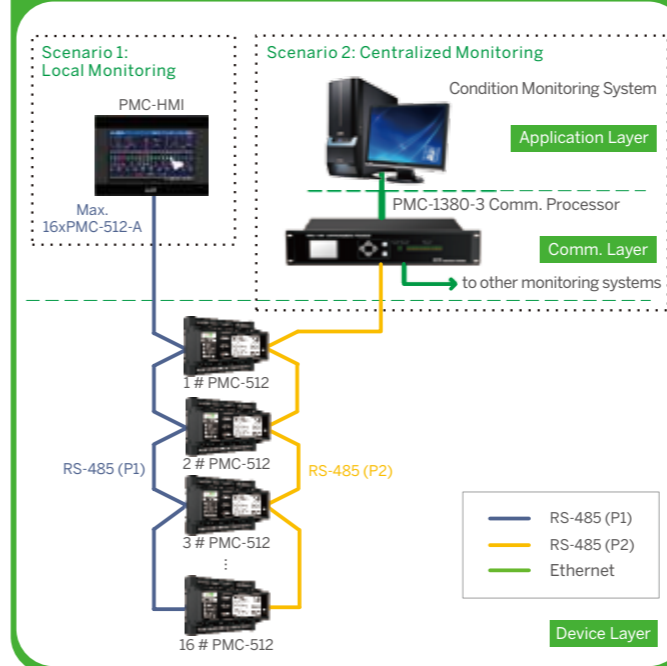 Scenario 1:
Local Monitoring
PMC-HMI
Max.
16xPMC-512-A
Scenario 2: Centralized Monitoring
Condition Monitoring System
Application Layer
PMC-1380-3 Comm. Processor
Comm. Layer
to other monitoring systems
1 # PMC-512
2 # PMC-512
RS-485 (P1)
RS-485 (P2)
3 # PMC-512
⋮
16 # PMC-512
RS-485 (P1)
RS-485 (P2)
Ethernet
Device Layer